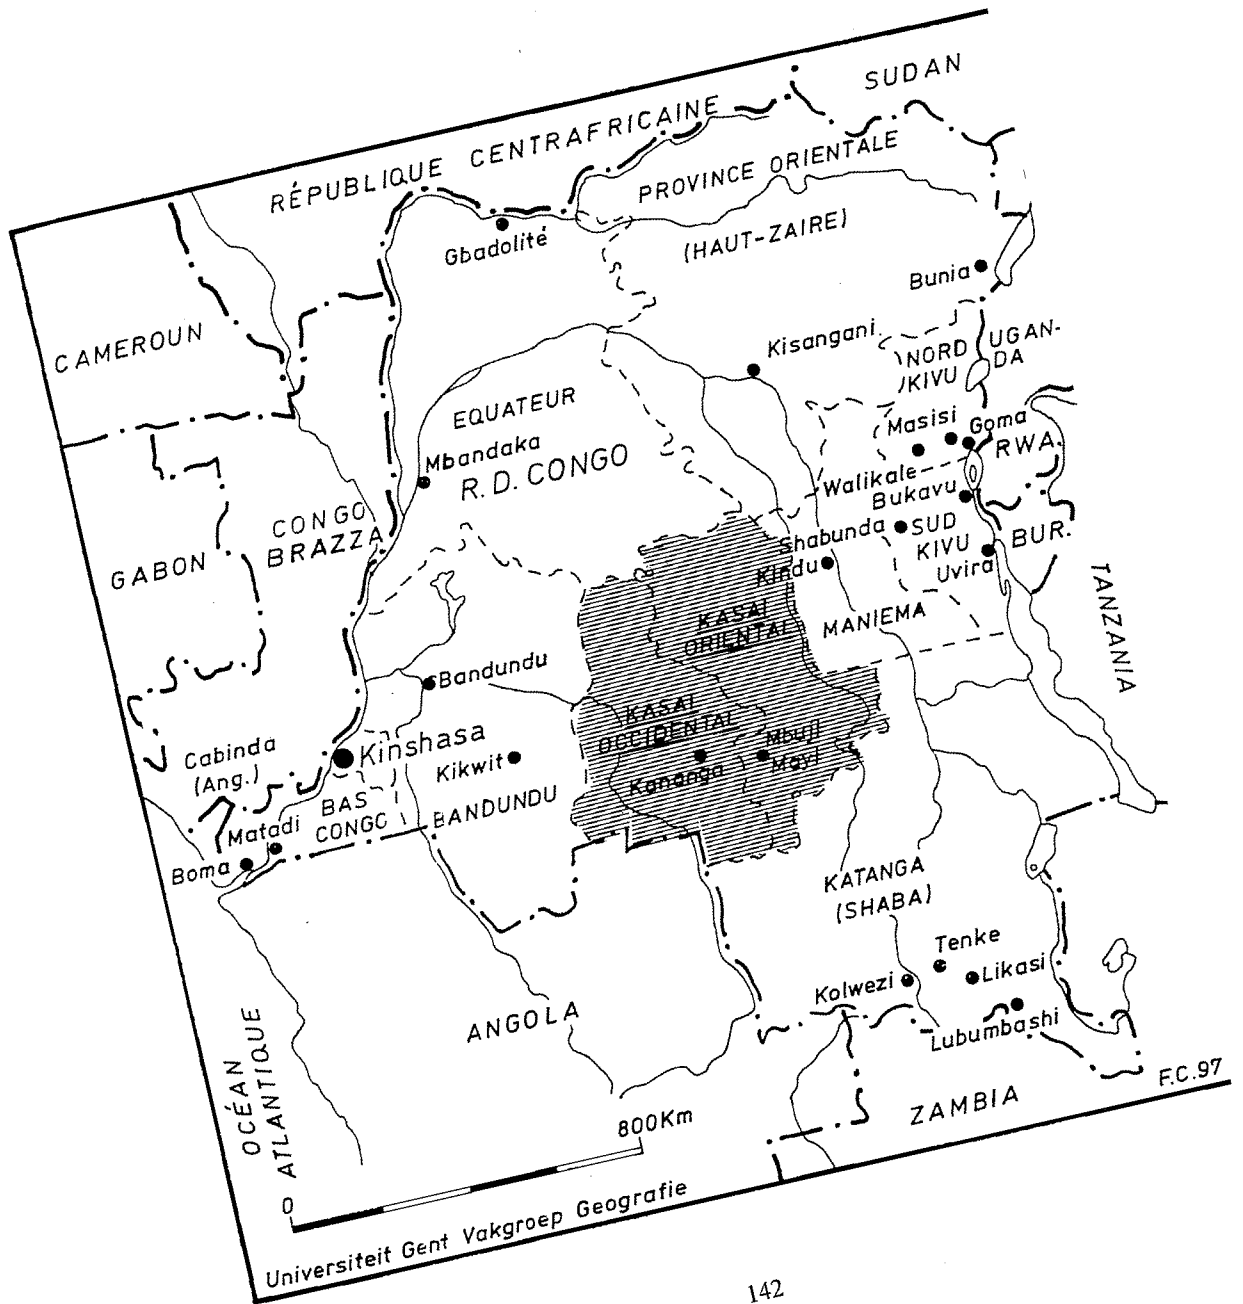 SUDAN
RÉPUBLIQUE CENTRAFRICAINE
PROVINCE ORIENTALE
(HAUT-ZAIRE)
Gbadolité
Bunia
CAMEROUN
Kisangani
NORD
KIVU
UGAN-
DA
EQUATEUR
Mbandaka
R.D. CONGO
Masisi
Goma
RWA.
Walikale
Bukavu
CONGO
BRAZZA
GABON
Shabunda
SUD
KIVU
BUR.
Kindu
Uvira
TANZANIA
KASAI
ORIENTAL
MANIEMA
Bandundu
KASAI
OCCIDENTAL
Cabinda
(Ang.)
Kinshasa
Kikwit
Mbuji
Mayi
Kananga
BAS
CONGO
BANDUNDU
Matadi
Boma
KATANGA
(SHABA)
Tenke
Likasi
Kolwezi
Lubumbashi
ANGOLA
OCÉAN
ATLANTIQUE
ZAMBIA
F.C.97
0
800Km
Universiteit Gent Vakgroep Geografie
142